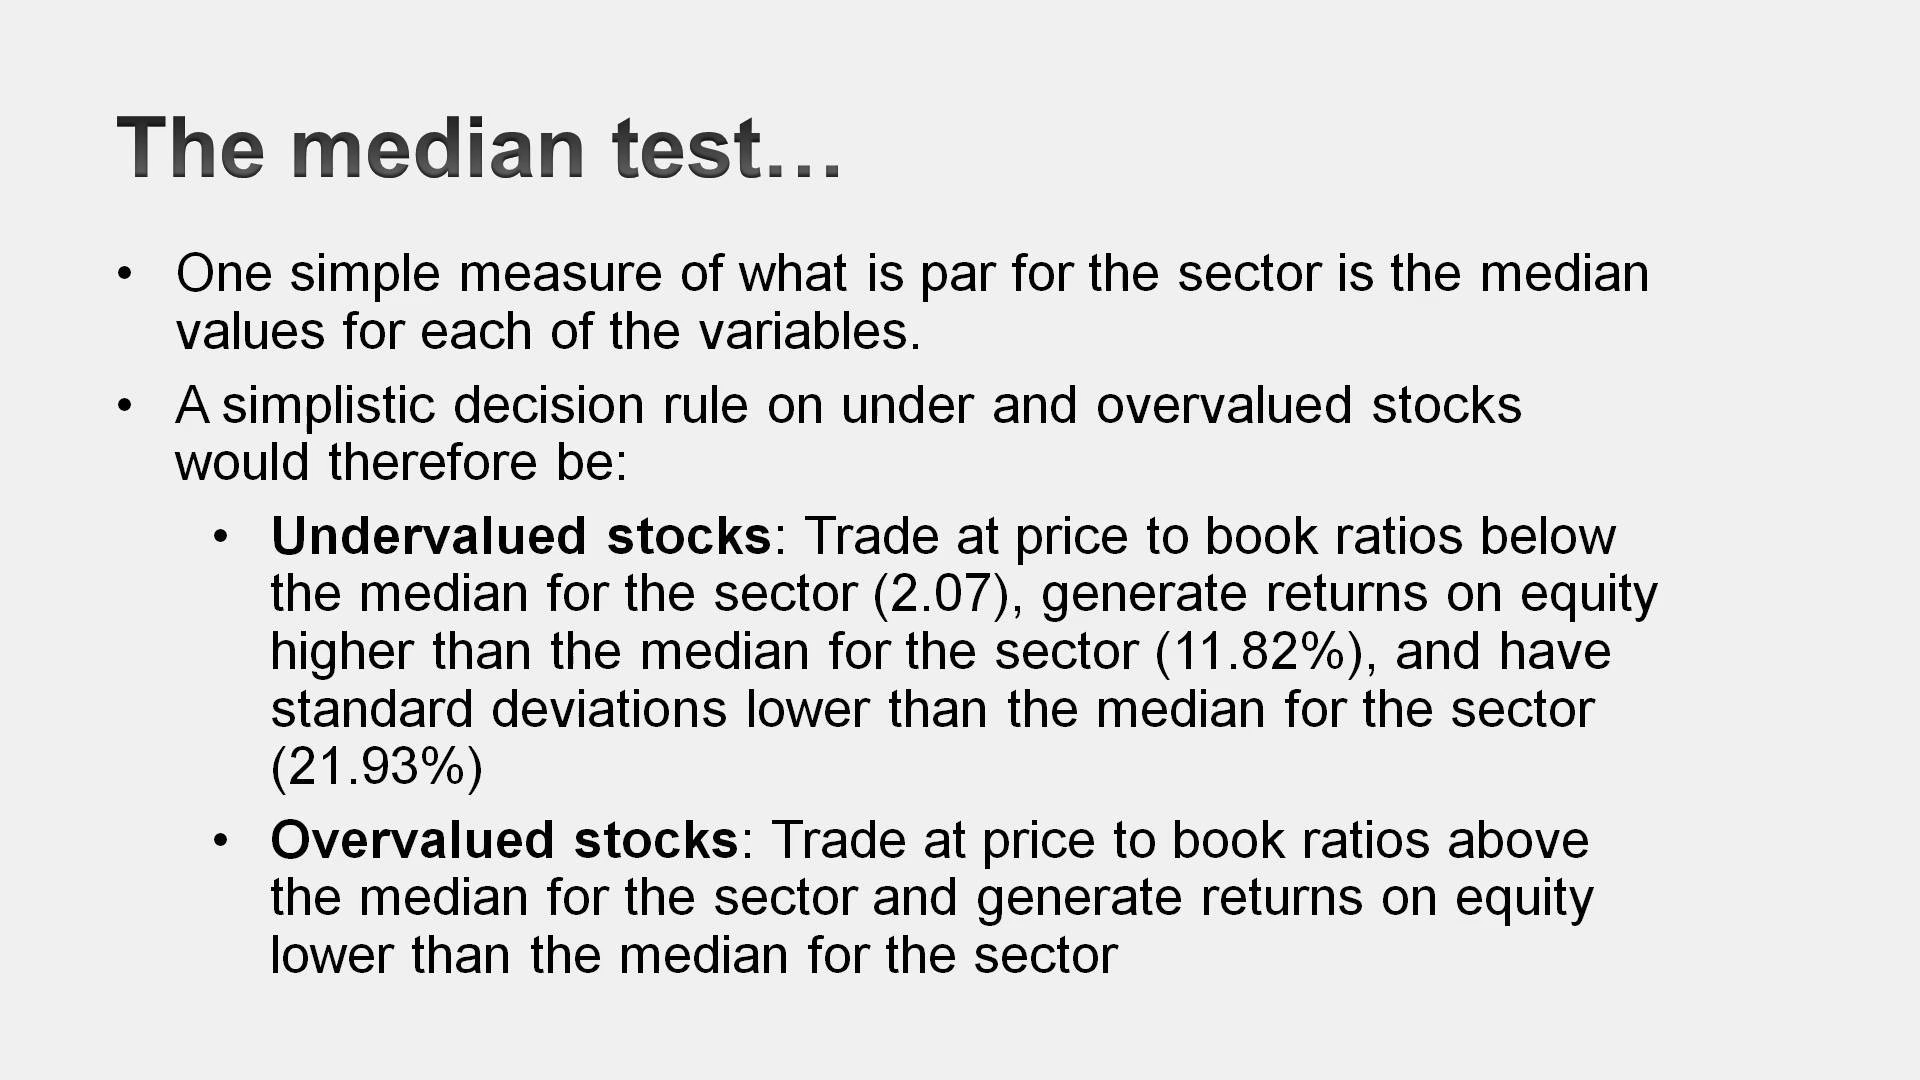 The median test…
• One simple measure of what is par for the sector is the median
values for each of the variables.
• A simplistic decision rule on under and overvalued stocks
would therefore be:
• Undervalued stocks: Trade at price to book ratios below
the median for the sector (2.07), generate returns on equity
higher than the median for the sector (11.82%), and have
standard deviations lower than the median for the sector
(21.93%)
• Overvalued stocks: Trade at price to book ratios above
the median for the sector and generate returns on equity
lower than the median for the sector